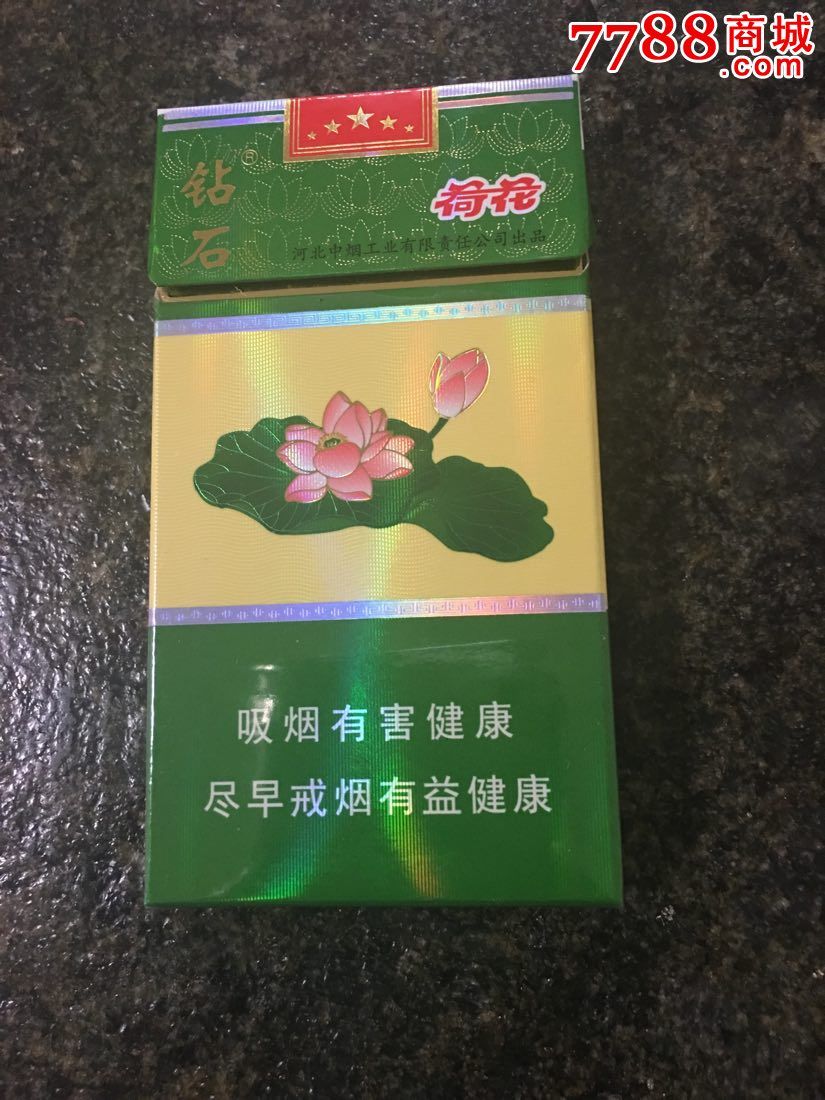 7788商城
.com
钻石®
荷花
河北中烟工业有限责任公司出品
吸烟有害健康
尽早戒烟有益健康